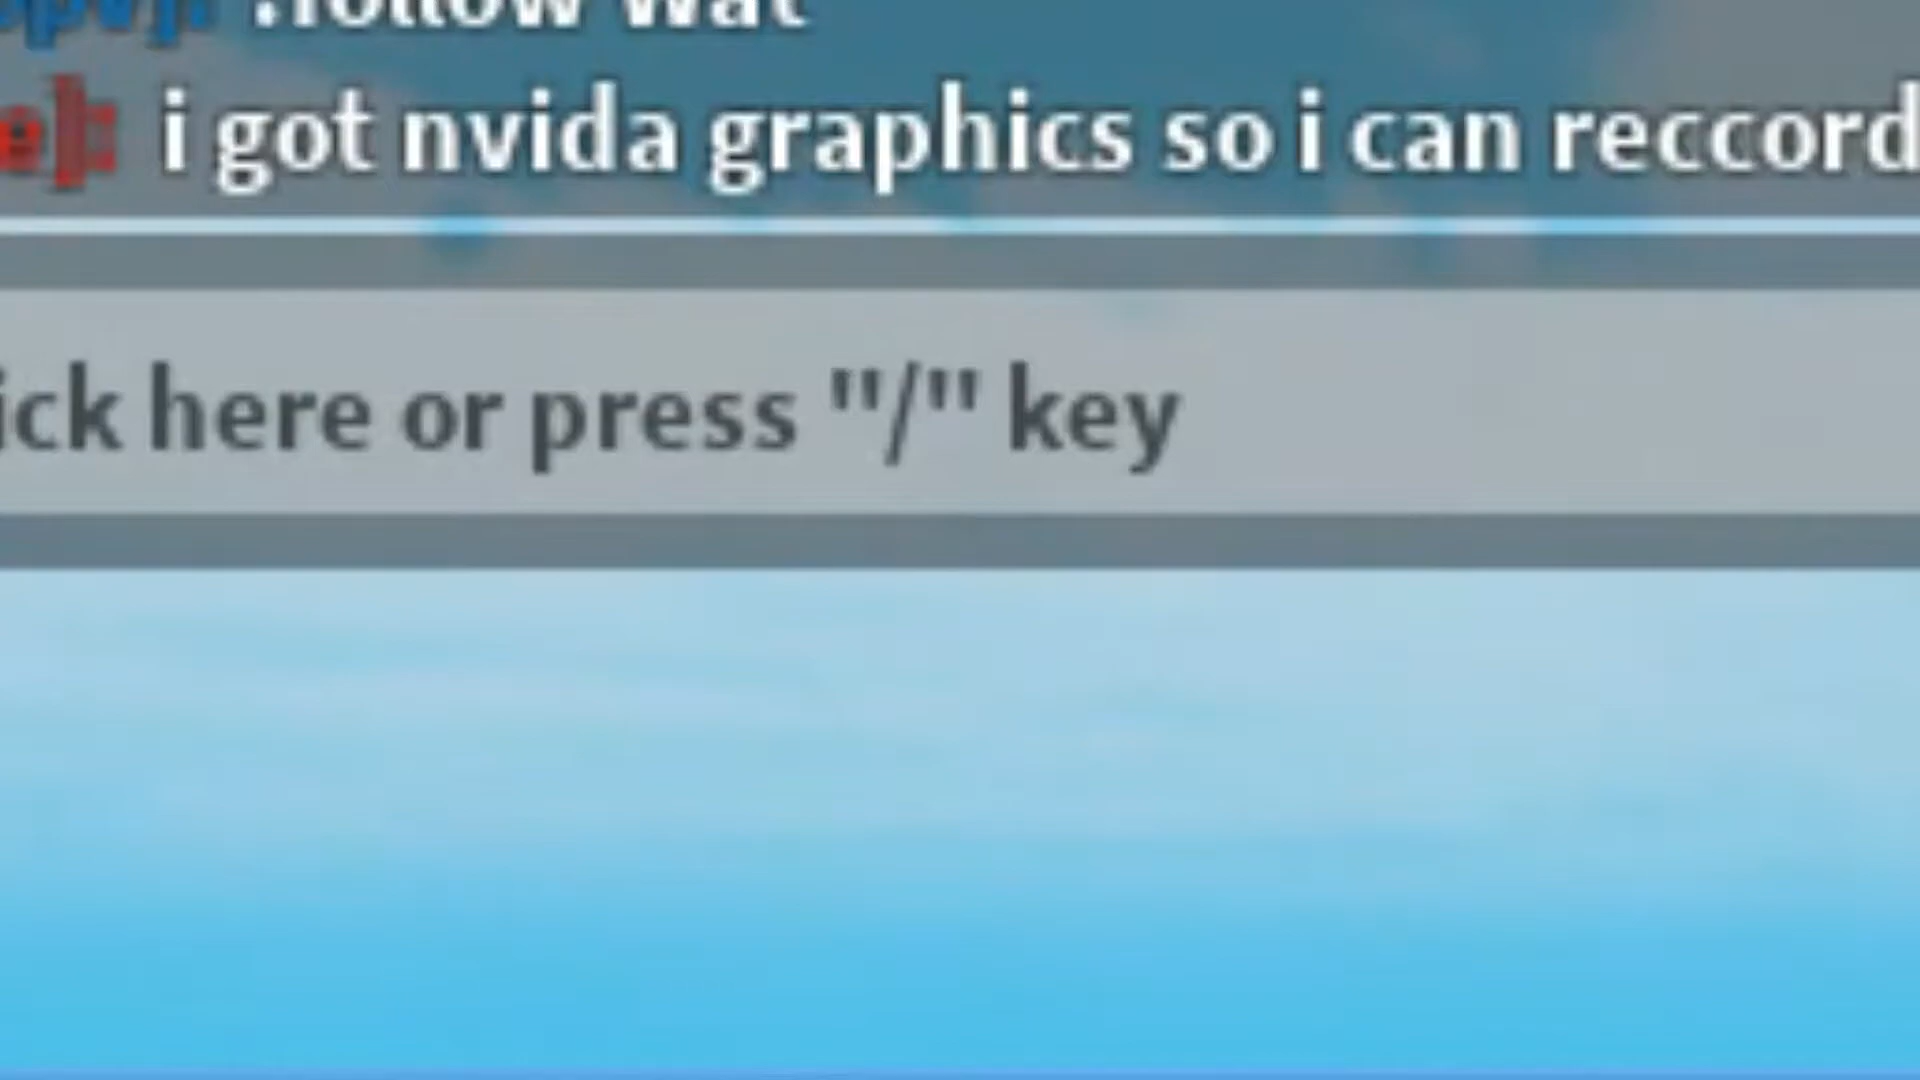 : .follow wat
e]: i got nvida graphics so i can reccord
ick here or press "/" key